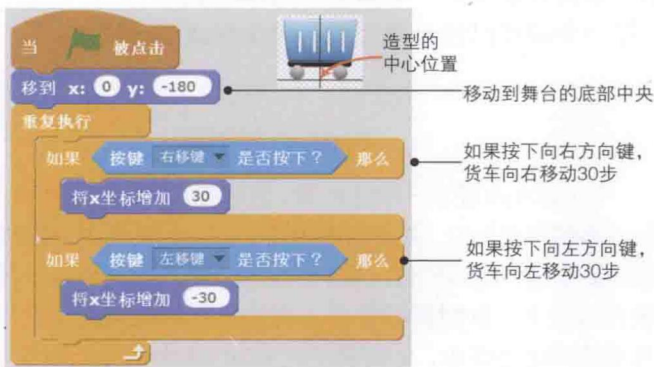 当 被点击
造型的
中心位置
移到 x: 0 y: -180
移动到舞台的底部中央
重复执行
如果 按键 右移键 是否按下? 那么
如果按下向右方向键,
货车向右移动30步
将x坐标增加 30
如果 按键 左移键 是否按下? 那么
如果按下向左方向键,
货车向左移动30步
将x坐标增加 -30